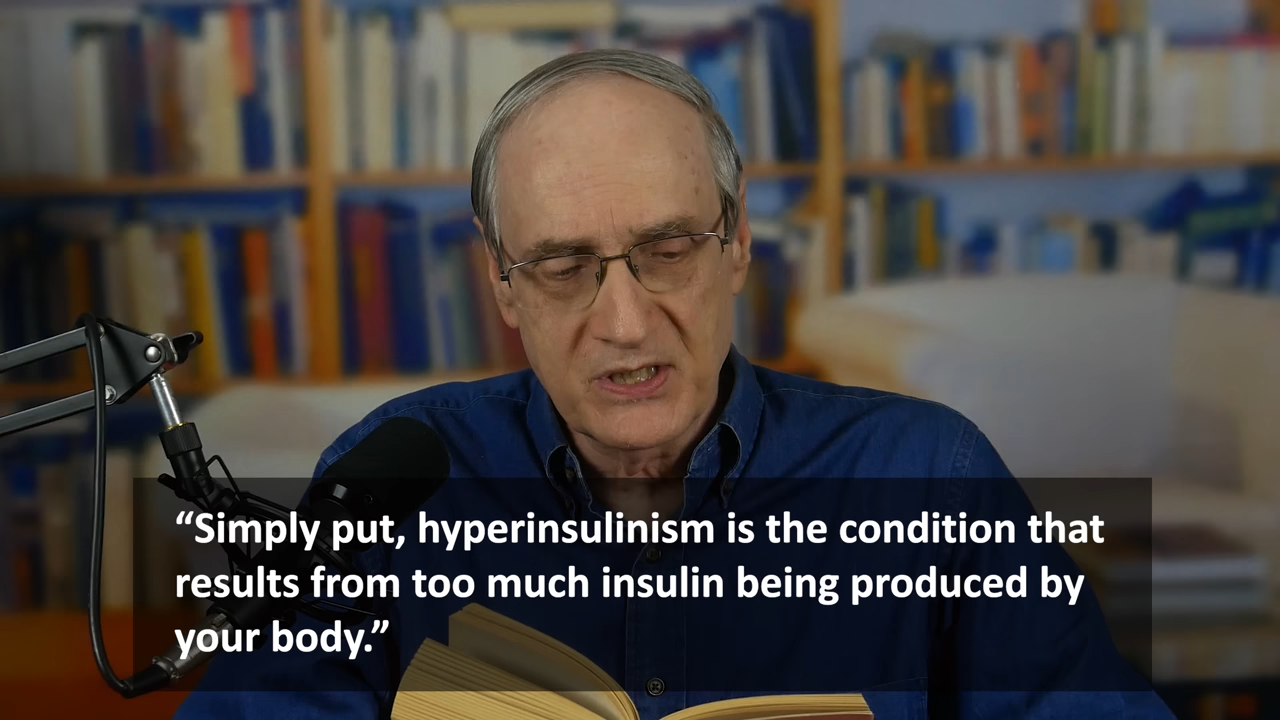 “Simply put, hyperinsulinism is the condition that
results from too much insulin being produced by
your body.”